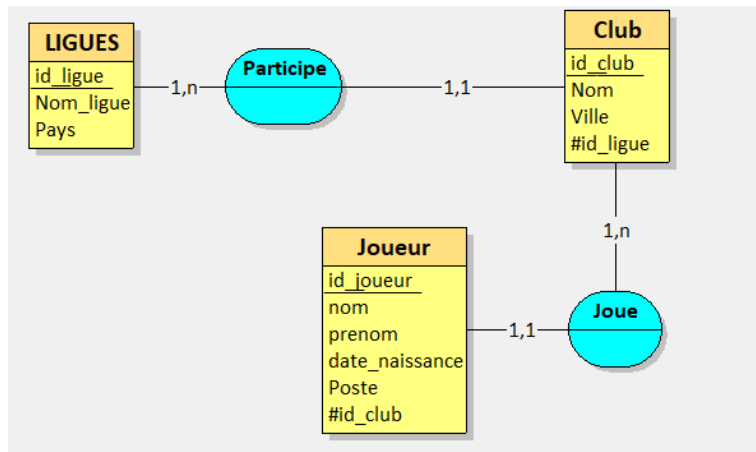 LIGUES
id_ligue
Nom_ligue
Pays
1,n
Participe
1,1
Club
id_club
Nom
Ville
#id_ligue
1,n
Joueur
id_joueur
nom
prenom
date_naissance
Poste
#id_club
1,1
Joue